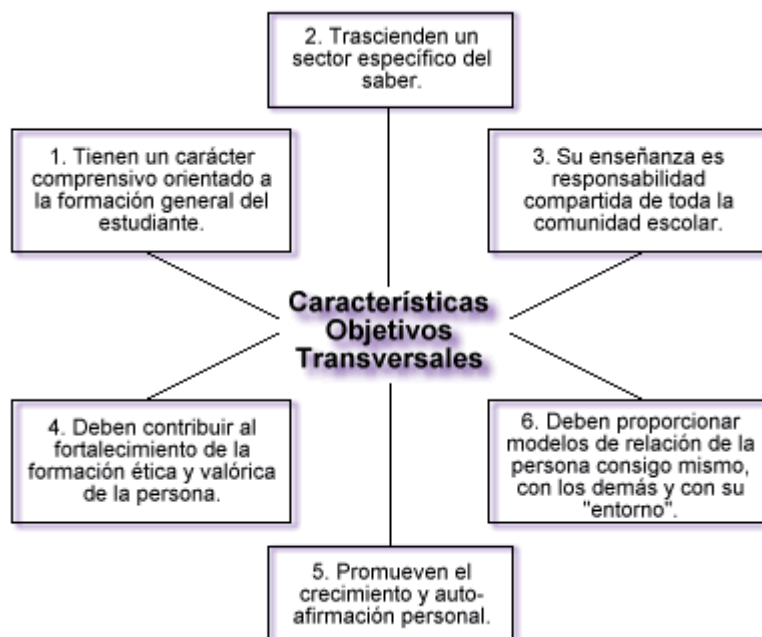 2. Trascienden un
sector específico del
saber.
1. Tienen un carácter
comprensivo orientado a
la formación general del
estudiante.
3. Su enseñanza es
responsabilidad
compartida de toda la
comunidad escolar.
Características
Objetivos
Transversales
4. Deben contribuir al
fortalecimiento de la
formación ética y valórica
de la persona.
6. Deben proporcionar
modelos de relación de la
persona consigo mismo,
con los demás y con su
"entorno".
5. Promueven el
crecimiento y auto-
afirmación personal.